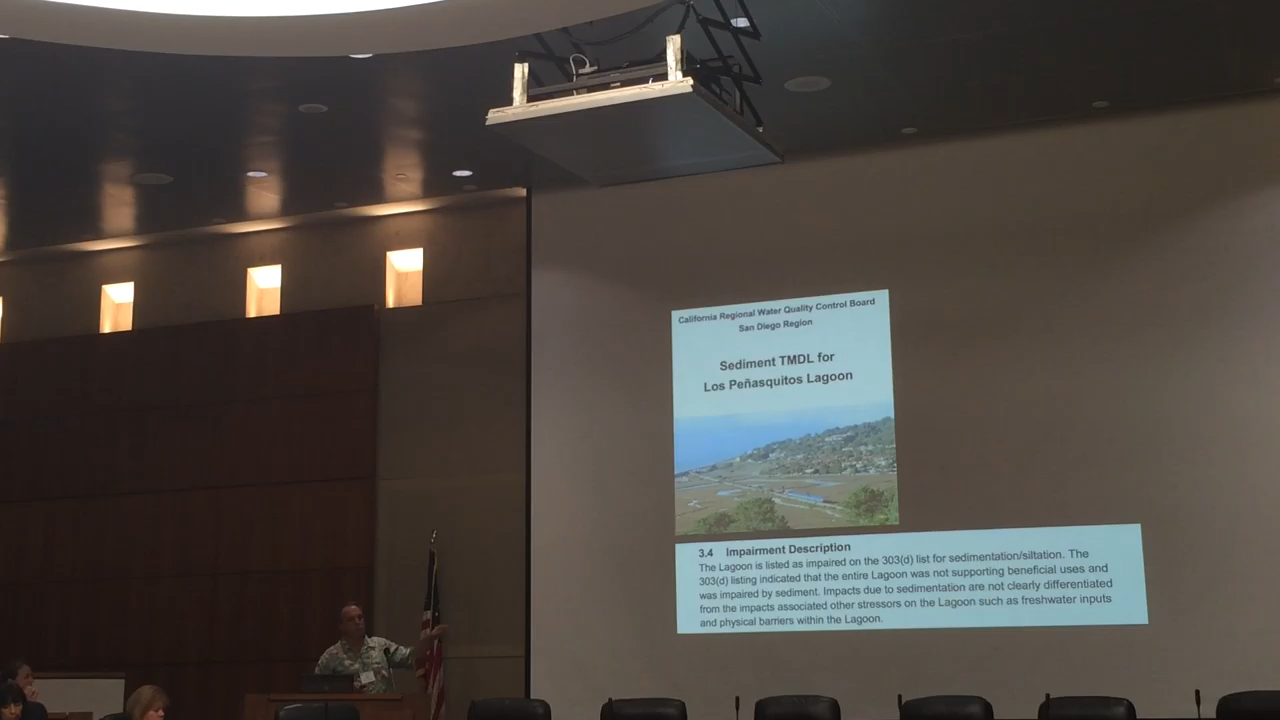 California Regional Water Quality Control Board
San Diego Region
Sediment TMDL for
Los Peñasquitos Lagoon
3.4 Impairment Description
The Lagoon is listed as impaired on the 303(d) list for sedimentation/siltation. The
303(d) listing indicated that the entire Lagoon was not supporting beneficial uses and
was impaired by sediment. Impacts due to sedimentation are not clearly differentiated
from the impacts associated other stressors on the Lagoon such as freshwater inputs
and physical barriers within the Lagoon.